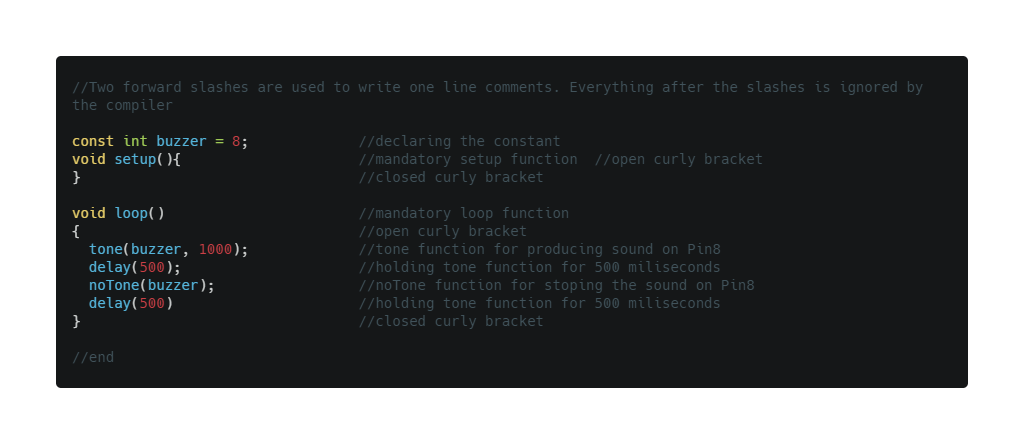 //Two forward slashes are used to write one line comments. Everything after the slashes is ignored by
the compiler
const int buzzer = 8;             //declaring the constant
void setup(){                     //mandatory setup function  //open curly bracket
}                                 //closed curly bracket
void loop()                       //mandatory loop function
{                                 //open curly bracket
  tone(buzzer, 1000);             //tone function for producing sound on Pin8
  delay(500);                     //holding tone function for 500 miliseconds
  noTone(buzzer);                 //noTone function for stoping the sound on Pin8
  delay(500)                      //holding tone function for 500 miliseconds
}                                 //closed curly bracket
//end